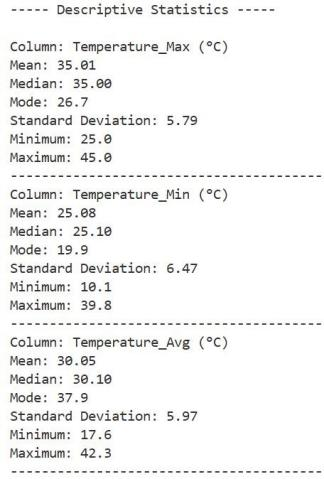 ----- Descriptive Statistics -----
Column: Temperature_Max (°C)
Mean: 35.01
Median: 35.00
Mode: 26.7
Standard Deviation: 5.79
Minimum: 25.0
Maximum: 45.0
----------------------------------------
Column: Temperature_Min (°C)
Mean: 25.08
Median: 25.10
Mode: 19.9
Standard Deviation: 6.47
Minimum: 10.1
Maximum: 39.8
----------------------------------------
Column: Temperature_Avg (°C)
Mean: 30.05
Median: 30.10
Mode: 37.9
Standard Deviation: 5.97
Minimum: 17.6
Maximum: 42.3
----------------------------------------